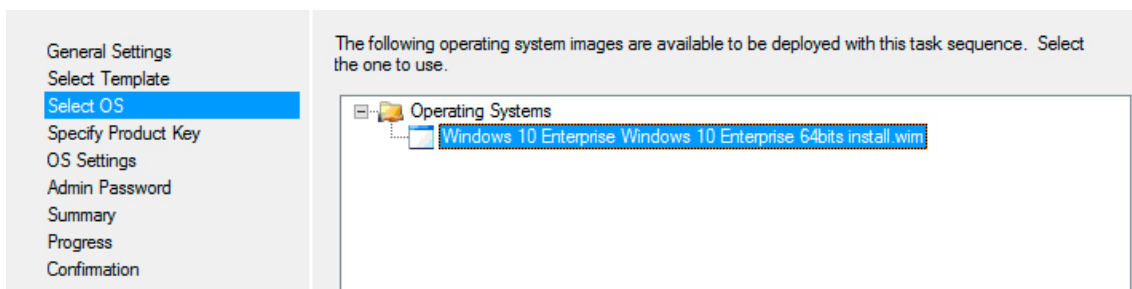 General Settings
Select Template
Select OS
Specify Product Key
OS Settings
Admin Password
Summary
Progress
Confirmation
The following operating system images are available to be deployed with this task sequence.  Select
the one to use.
Operating Systems
Windows 10 Enterprise Windows 10 Enterprise 64bits install.wim